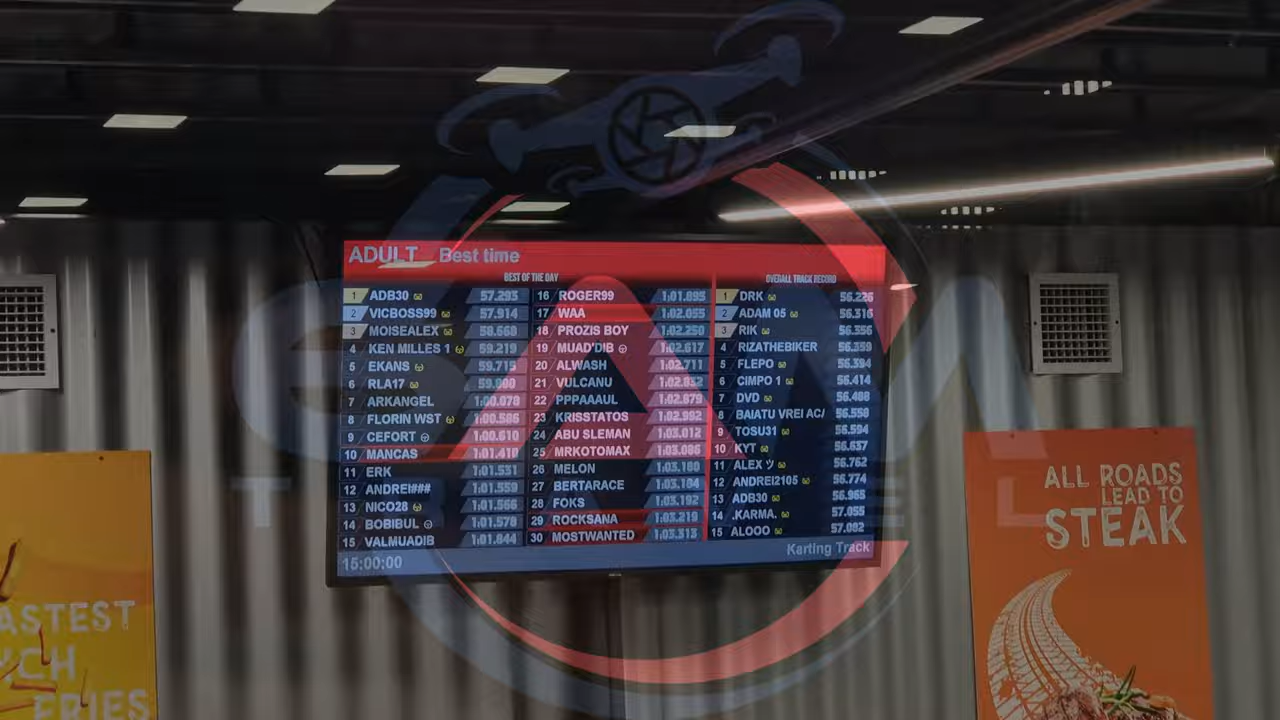 ADULT Best time
BEST OF THE DAY
1 ADB30 57.293
2 VICBOSS99 57.914
3 MOISEALEX 58.668
4 KEN MILLES 1 59.219
5 EKANS 59.715
6 RLA17
7 ARKANGEL 1:00.078
8 FLORIN WST 1:00.586
9 CEFORT 1:00.610
10 MANCAS 1:01.410
11 ERK 1:01.531
12 ANDREI### 1:01.559
13 NICO28 1:01.566
14 BOBIBUL 1:01.578
15 VALMUADIB 1:01.844
16 ROGER99 1:01.895
17 WAA 1:02.055
18 PROZIS BOY 1:02.250
19 MUAD'DIB 1:02.617
20 ALWASH 1:02.711
21 VULCANU
22 PPPAAAUL 1:02.879
23 KRISSTATOS 1:02.992
24 ABU SLEMAN 1:03.012
25 MRKOTOMAX 1:03.086
26 MELON 1:03.180
27 BERTARACE 1:03.184
28 FOKS 1:03.192
29 ROCKSANA 1:03.219
30 MOSTWANTED 1:03.313
OVERALL TRACK RECORD
1 DRK 56.226
2 ADAM 05 56.316
3 RIK 56.356
4 RIZATHEBIKER 56.359
5 FLEPO 56.394
6 CIMPO 1 56.414
7 DVD 56.488
8 BAIATU VREI AC/ 56.558
9 TOSU31 56.594
10 KYT 56.637
11 ALEX ツ 56.762
12 ANDREI2105 56.774
13 ADB30 56.965
14 .KARMA. 57.055
15 ALOOO 57.082
15:00:00
Karting Track
ALL ROADS
LEAD TO
STEAK
ASTEST
FRIES